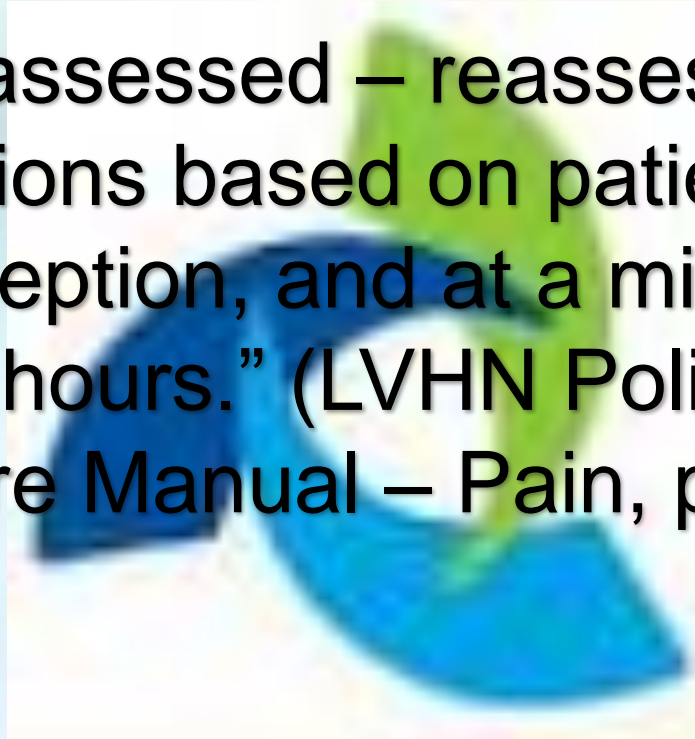 assessed – reasses
ions based on patie
eption, and at a mi
hours.” (LVHN Poli
re Manual – Pain, p